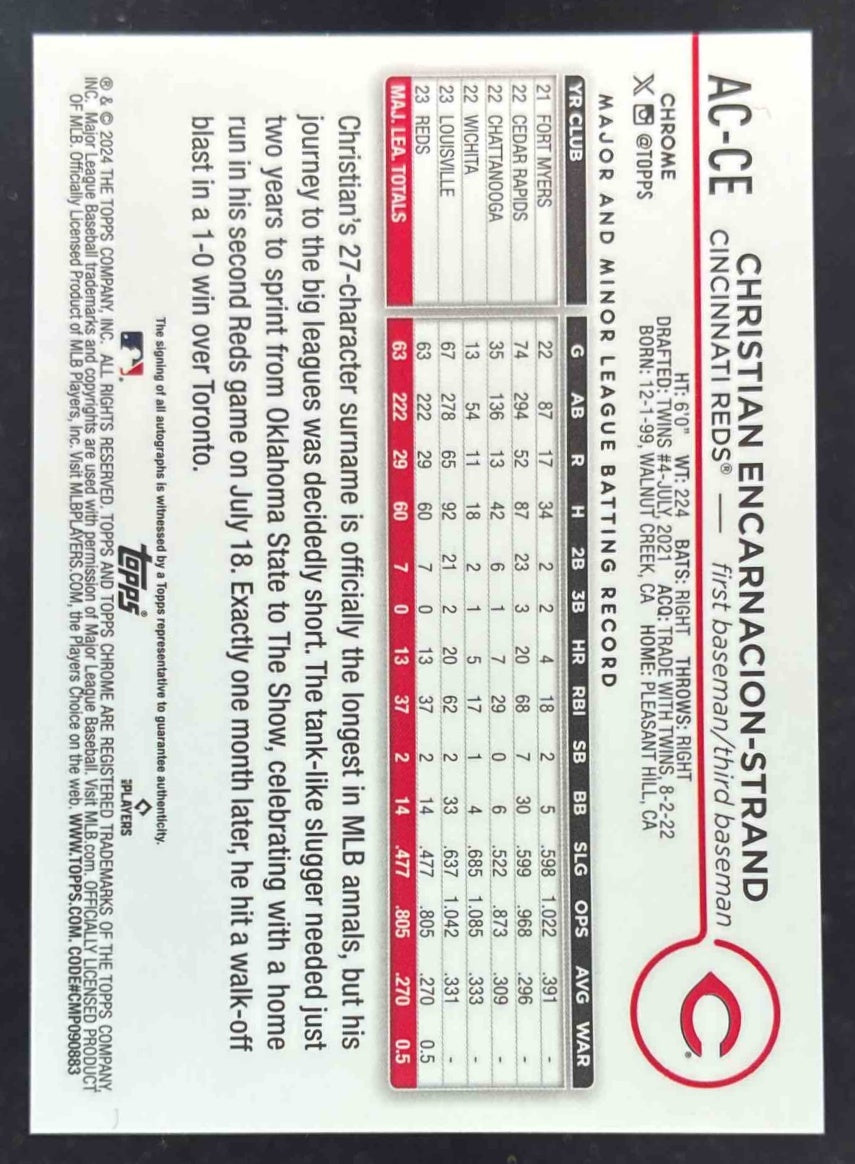 AC-CE
CHRISTIAN ENCARNACION-STRAND
CINCINNATI REDS® — first baseman/third baseman
CHROME
X @TOPPS
HT: 6'0" WT: 224 BATS: RIGHT THROWS: RIGHT
DRAFTED: TWINS #4-JULY, 2021 ACQ: TRADE WITH TWINS, 8-2-22
BORN: 12-1-99, WALNUT CREEK, CA HOME: PLEASANT HILL, CA
C
®
MAJOR AND MINOR LEAGUE BATTING RECORD
YR CLUB G AB R H 2B 3B HR RBI SB BB SLG OPS AVG WAR
21 FORT MYERS 22 87 17 34 2 2 4 18 2 5 .598 1.022 .391 -
22 CEDAR RAPIDS 74 294 52 87 23 3 20 68 7 30 .599 .968 .296 -
22 CHATTANOOGA 35 136 13 42 6 1 7 29 0 6 .522 .873 .309 -
22 WICHITA 13 54 11 18 2 1 5 17 1 4 .685 1.085 .333 -
23 LOUISVILLE 67 278 65 92 21 2 20 62 2 33 .637 1.042 .331 -
23 REDS 63 222 29 60 7 0 13 37 2 14 .477 .805 .270 0.5
MAJ. LEA. TOTALS 63 222 29 60 7 0 13 37 2 14 .477 .805 .270 0.5
Christian's 27-character surname is officially the longest in MLB annals, but his
journey to the big leagues was decidedly short. The tank-like slugger needed just
two years to sprint from Oklahoma State to The Show, celebrating with a home
run in his second Reds game on July 18. Exactly one month later, he hit a walk-off
blast in a 1-0 win over Toronto.
The signing of all autographs is witnessed by a Topps representative to guarantee authenticity.
topps®
PLAYERS
® & © 2024 THE TOPPS COMPANY, INC. ALL RIGHTS RESERVED. TOPPS AND TOPPS CHROME ARE REGISTERED TRADEMARKS OF THE TOPPS COMPANY,
INC. Major League Baseball trademarks and copyrights are used with permission of Major League Baseball. Visit MLB.com. OFFICIALLY LICENSED PRODUCT
OF MLB. Officially Licensed Product of MLB Players, Inc. Visit MLBPLAYERS.COM, the Players Choice on the web. WWW.TOPPS.COM. CODE#CMP090883